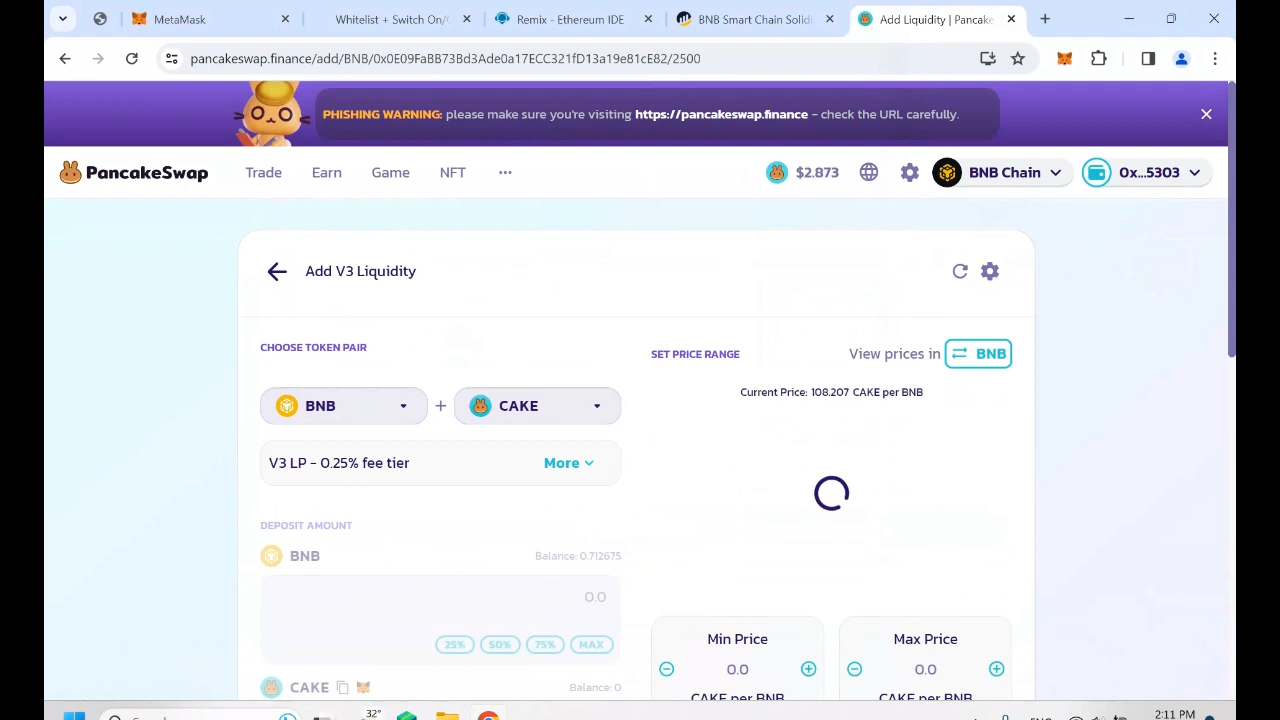 MetaMask
Whitelist + Switch On/
Remix - Ethereum IDE
BNB Smart Chain Solidi
Add Liquidity | Pancake
pancakeswap.finance/add/BNB/0x0E09FaBB73Bd3Ade0a17ECC321fD13a19e81cE82/2500
PHISHING WARNING: please make sure you're visiting https://pancakeswap.finance - check the URL carefully.
PancakeSwap
Trade
Earn
Game
NFT
$2.873
BNB Chain
0x...5303
Add V3 Liquidity
CHOOSE TOKEN PAIR
SET PRICE RANGE
View prices in
BNB
Current Price: 108.207 CAKE per BNB
BNB
+
CAKE
V3 LP - 0.25% fee tier
More
DEPOSIT AMOUNT
BNB
Balance: 0.712675
0.0
25%
50%
75%
MAX
Min Price
0.0
CAKE per BNB
Max Price
0.0
CAKE per BNB
CAKE
Balance: 0
32°
2:11 PM